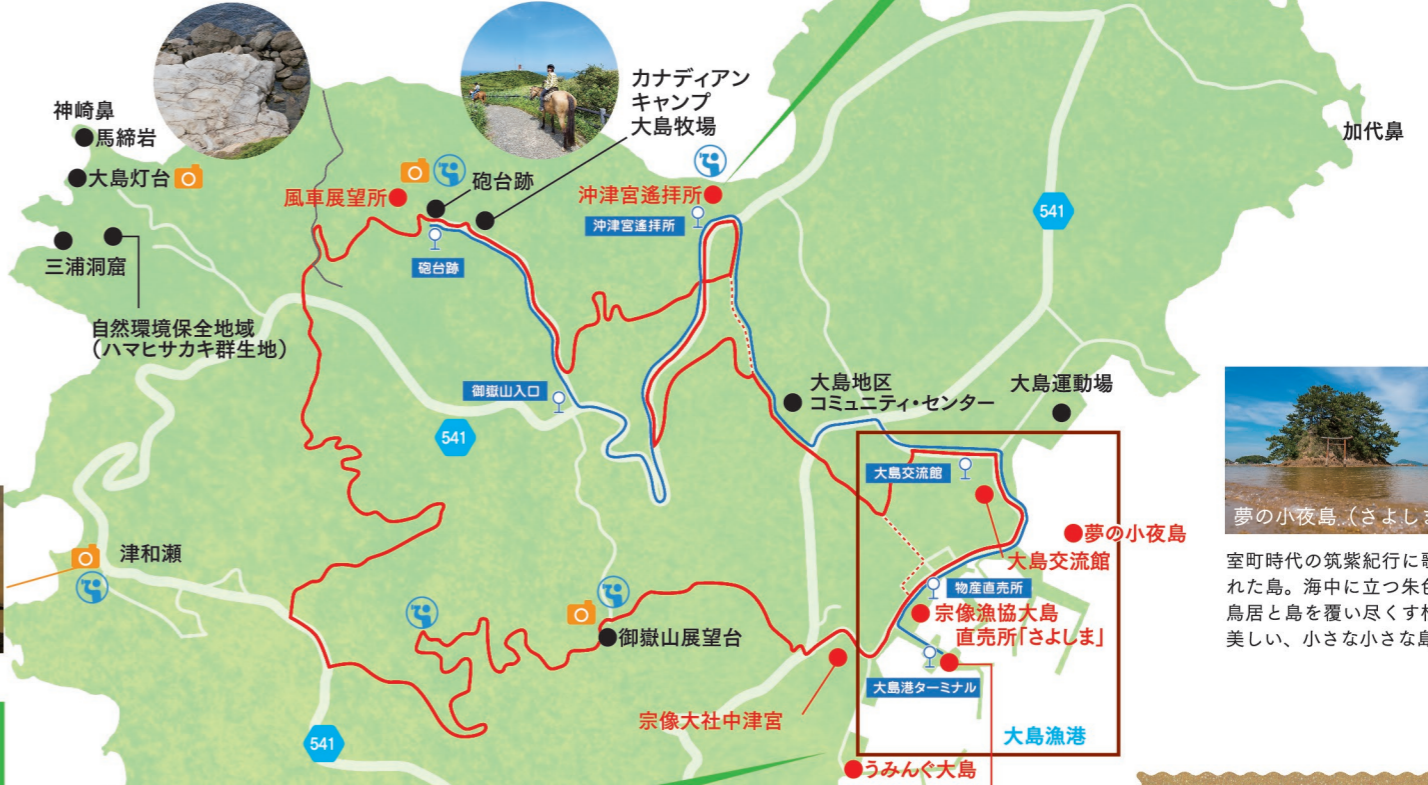 神崎鼻
馬締岩
大島灯台
三浦洞窟
自然環境保全地域
（ハマヒサカキ群生地）
風車展望所
砲台跡
砲台跡
カナディアン
キャンプ
大島牧場
沖津宮遙拝所
沖津宮遙拝所
加代鼻
541
御嶽山入口
541
大島地区
コミュニティ・センター
大島運動場
大島交流館
夢の小夜島
大島交流館
物産直売所
宗像漁協大島
直売所「さよしま」
大島港ターミナル
津和瀬
御嶽山展望台
宗像大社中津宮
541
大島漁港
うみんぐ大島
夢の小夜島（さよしま
室町時代の筑紫紀行に
れた島。海中に立つ朱色
鳥居と島を覆い尽くす
美しい、小さな小さな島